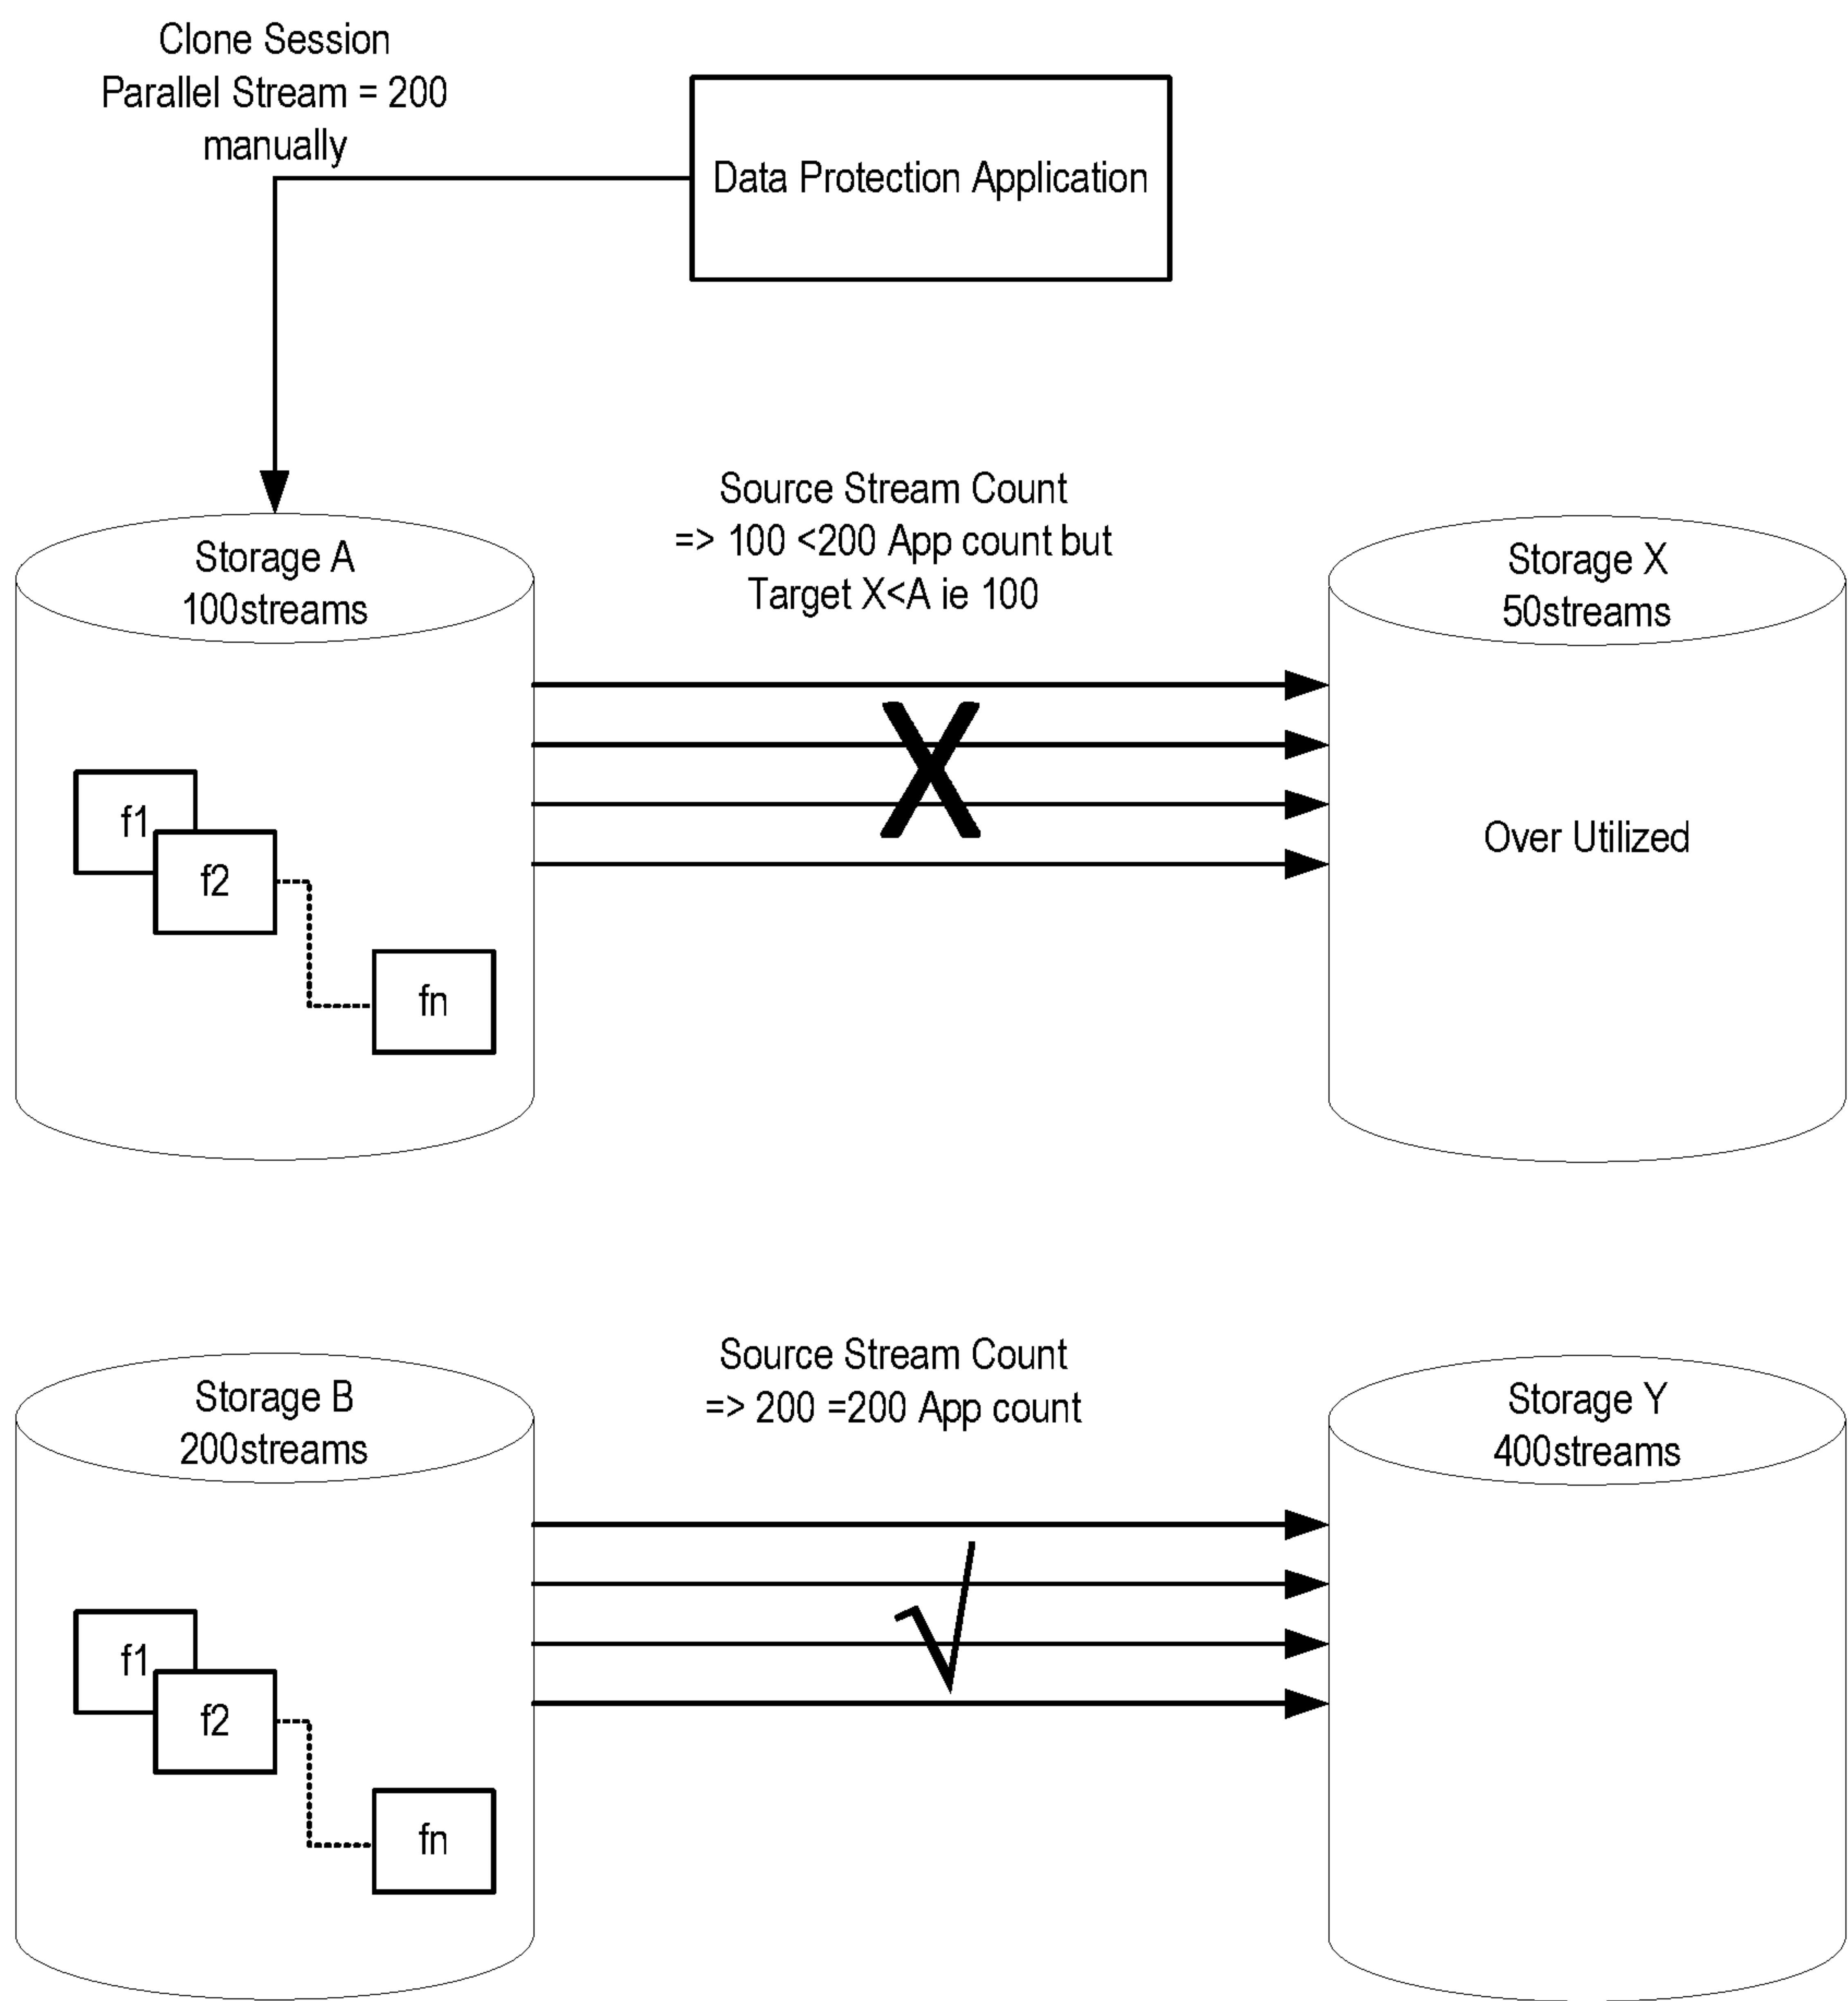 Clone Session
Parallel Stream = 200
manually
Data Protection Application
Source Stream Count
=> 100 <200 App count but
Target X<A ie 100
Storage A
100streams
Storage X
50streams
X
f1
f2
fn
Over Utilized
Source Stream Count
=> 200 =200 App count
Storage B
200streams
Storage Y
400streams
√
f1
f2
fn